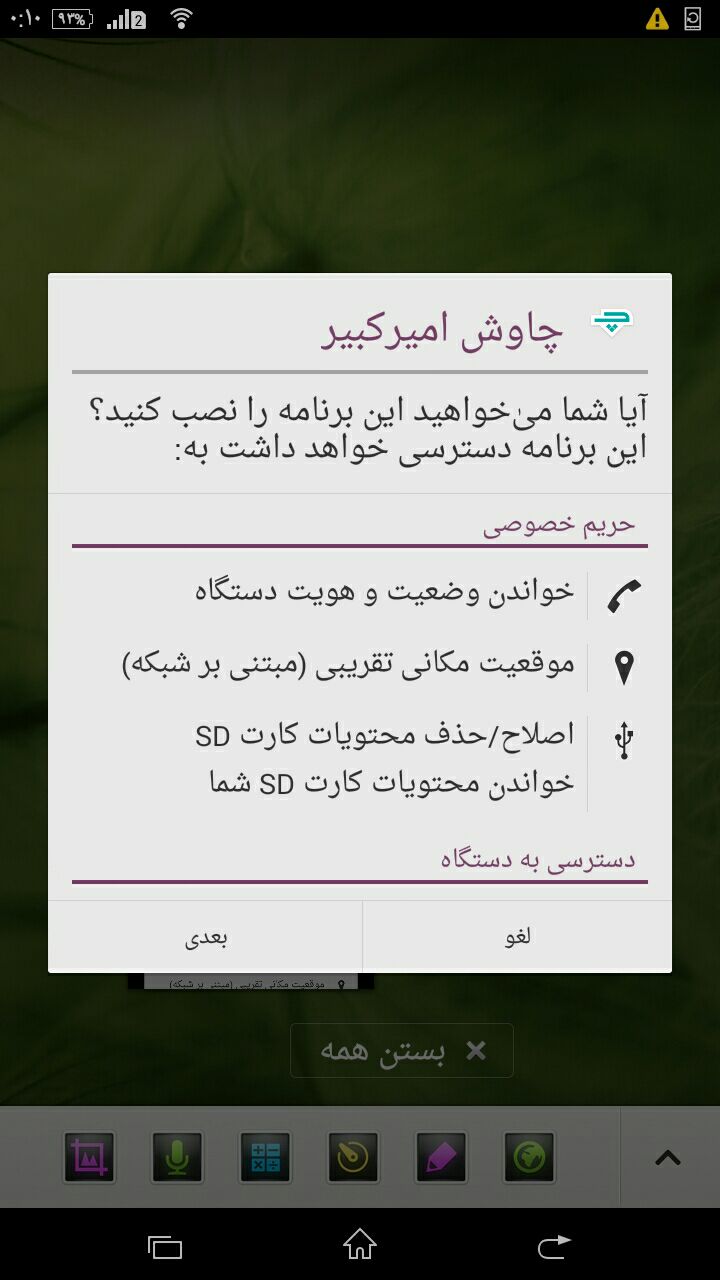 ۰:۱۰
۹۳%
2
چاوش امیرکبیر
آیا شما می‌خواهید این برنامه را نصب کنید؟
این برنامه دسترسی خواهد داشت به:
حریم خصوصی
خواندن وضعیت و هویت دستگاه
موقعیت مکانی تقریبی (مبتنی بر شبکه)
اصلاح/حذف محتویات کارت SD
خواندن محتویات کارت SD شما
دسترسی به دستگاه
لغو
بعدی
موقعیت مکانی تقریبی (مبتنی بر شبکه)
بستن همه